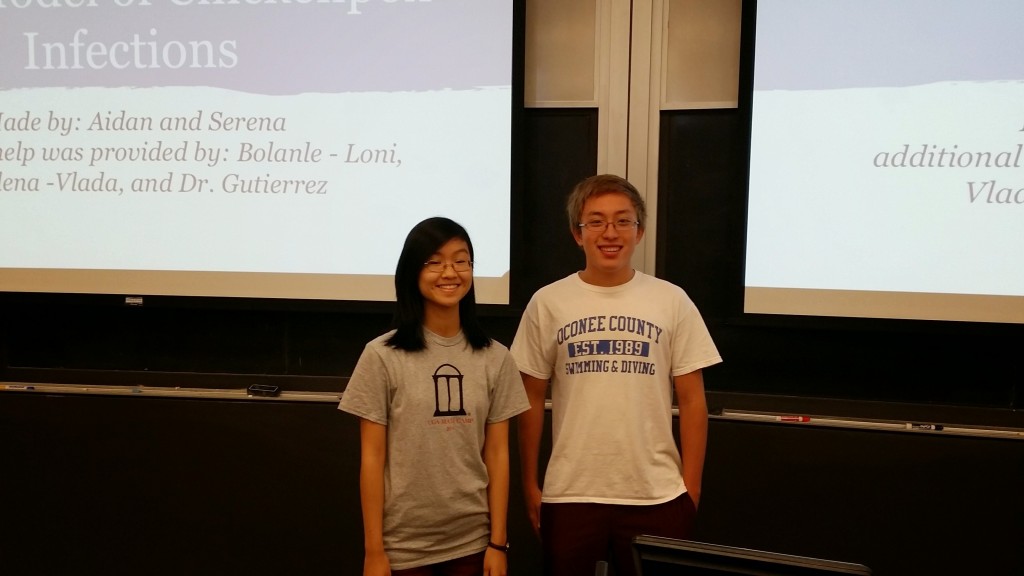 Infections
Made by: Aidan and Serena
help was provided by: Bolanle - Loni,
-Vlada, and Dr. Gutierrez
additional
OCONEE COUNTY
EST. 1989
SWIMMING & DIVING